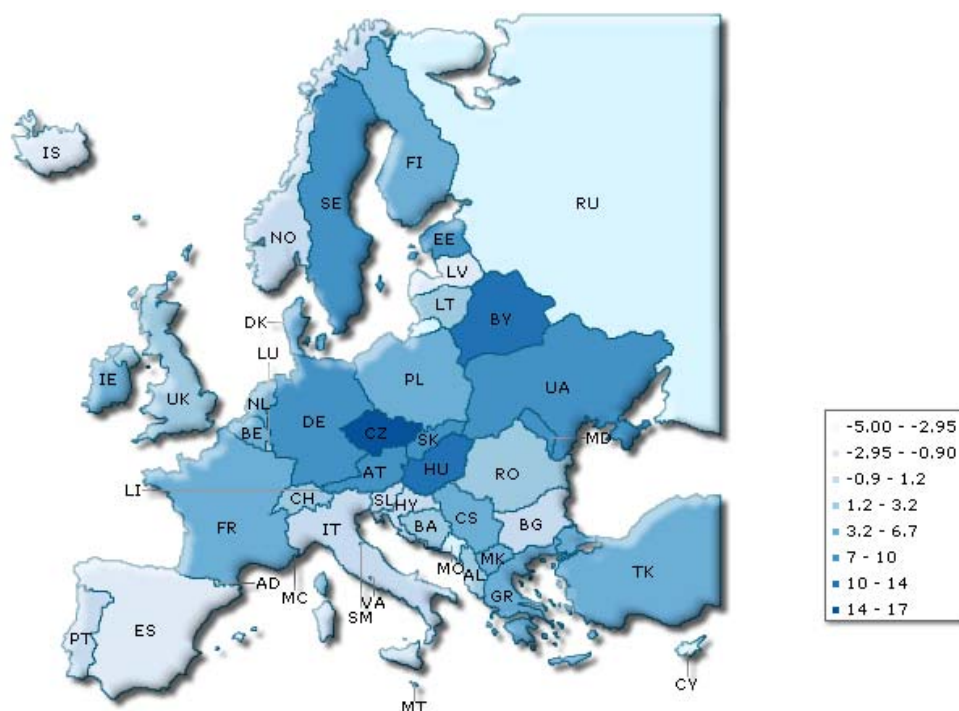 IS
FI
RU
SE
NO
EE
LV
LT
DK
BY
LU
IE
PL
UA
UK
NL
BE
DE
CZ
SK
MD
AT
HU
RO
LI
CH
SL
HY
BA
CS
BG
FR
IT
MK
MO
AL
TK
AD
MC
SM
VA
GR
PT
ES
CY
MT
-5.00 - -2.95
-2.95 - -0.90
-0.9 - 1.2
1.2 - 3.2
3.2 - 6.7
7 - 10
10 - 14
14 - 17